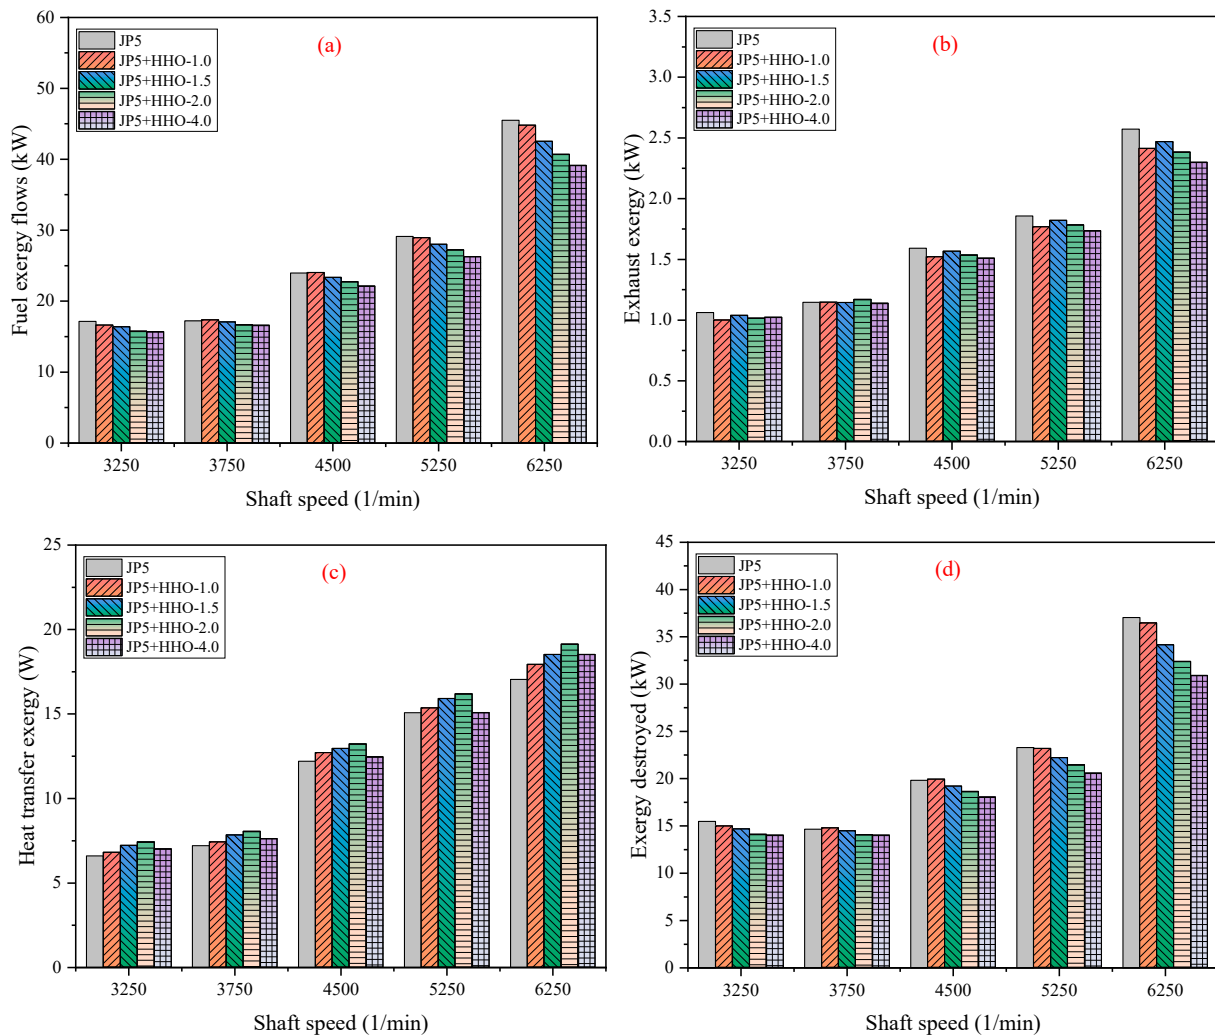 (a)
JP5
JP5+HHO-1.0
JP5+HHO-1.5
JP5+HHO-2.0
JP5+HHO-4.0
Fuel exergy flows (kW)
60
50
40
30
20
10
0
3250 3750 4500 5250 6250
Shaft speed (1/min)
(b)
JP5
JP5+HHO-1.0
JP5+HHO-1.5
JP5+HHO-2.0
JP5+HHO-4.0
Exhaust exergy (kW)
3.5
3.0
2.5
2.0
1.5
1.0
0.5
0.0
3250 3750 4500 5250 6250
Shaft speed (1/min)
(c)
JP5
JP5+HHO-1.0
JP5+HHO-1.5
JP5+HHO-2.0
JP5+HHO-4.0
Heat transfer exergy (W)
25
20
15
10
5
0
3250 3750 4500 5250 6250
Shaft speed (1/min)
(d)
JP5
JP5+HHO-1.0
JP5+HHO-1.5
JP5+HHO-2.0
JP5+HHO-4.0
Exergy destroyed (kW)
45
40
35
30
25
20
15
10
5
0
3250 3750 4500 5250 6250
Shaft speed (1/min)